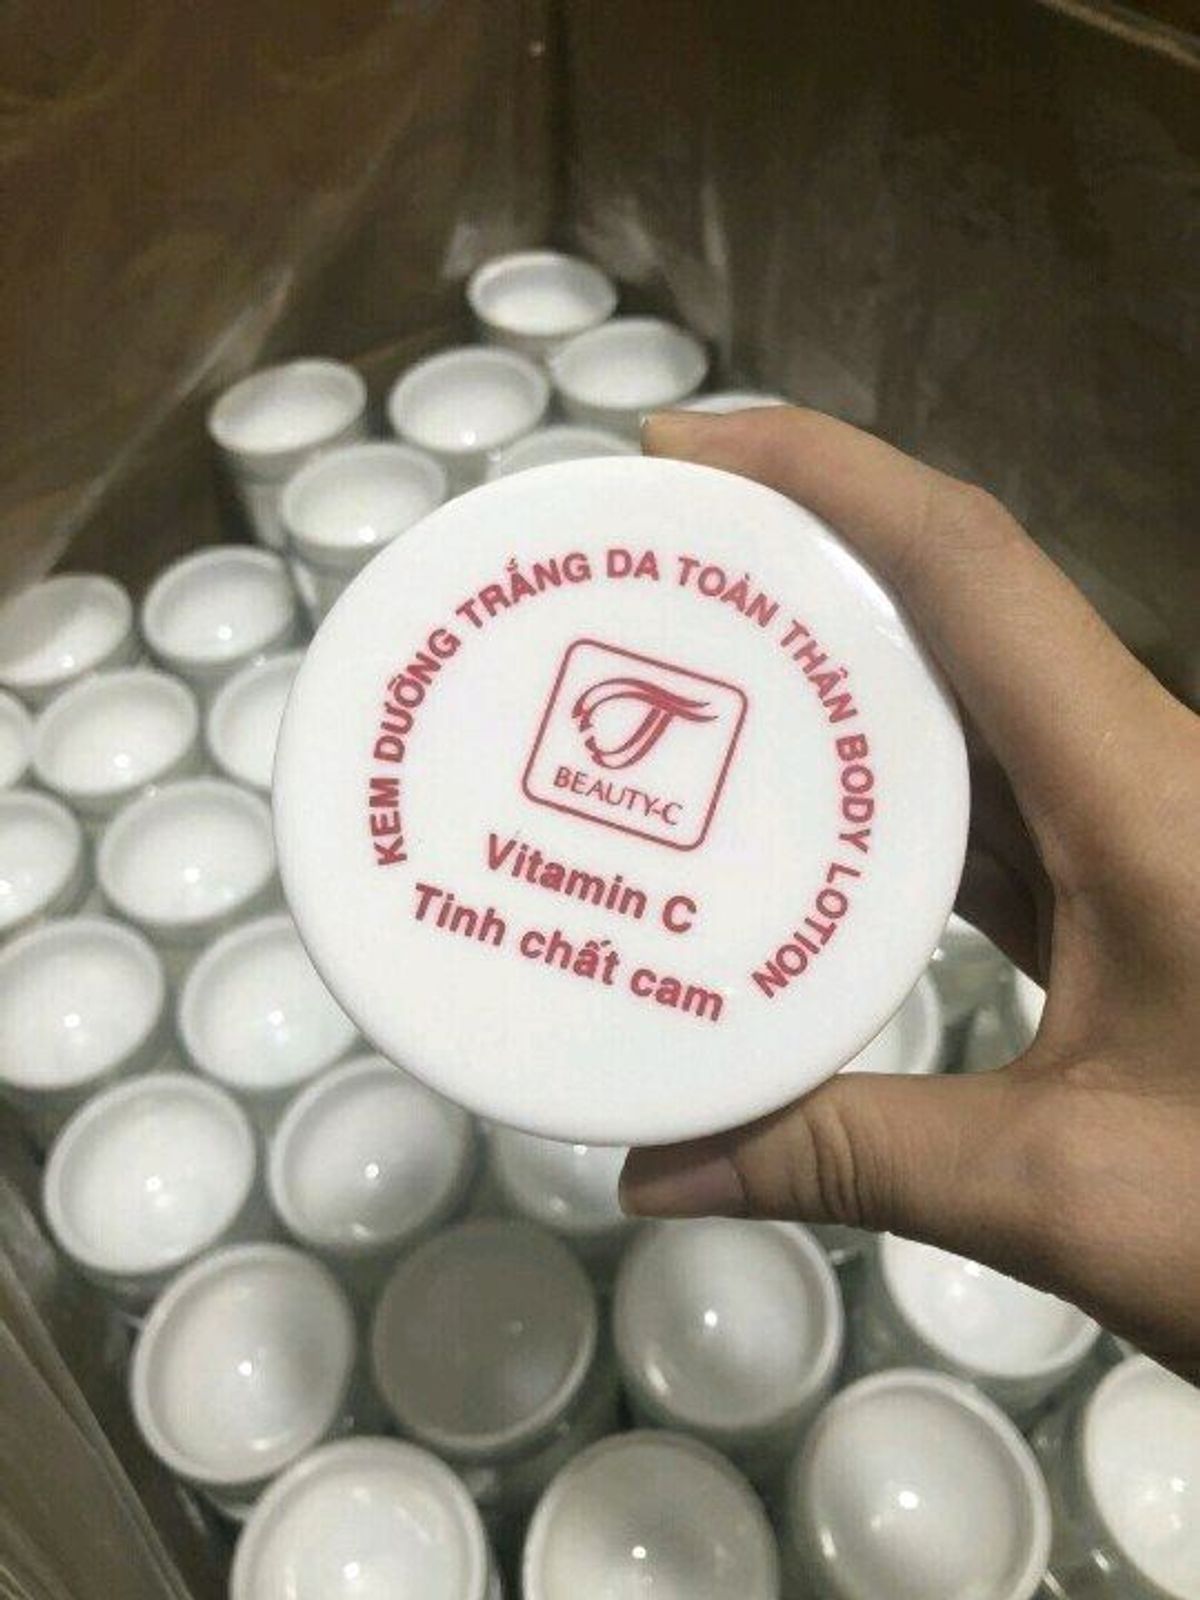 KEM DƯỠNG TRẮNG DA TOÀN THÂN BODY LOTION
BEAUTY-C
Vitamin C
Tinh chất cam